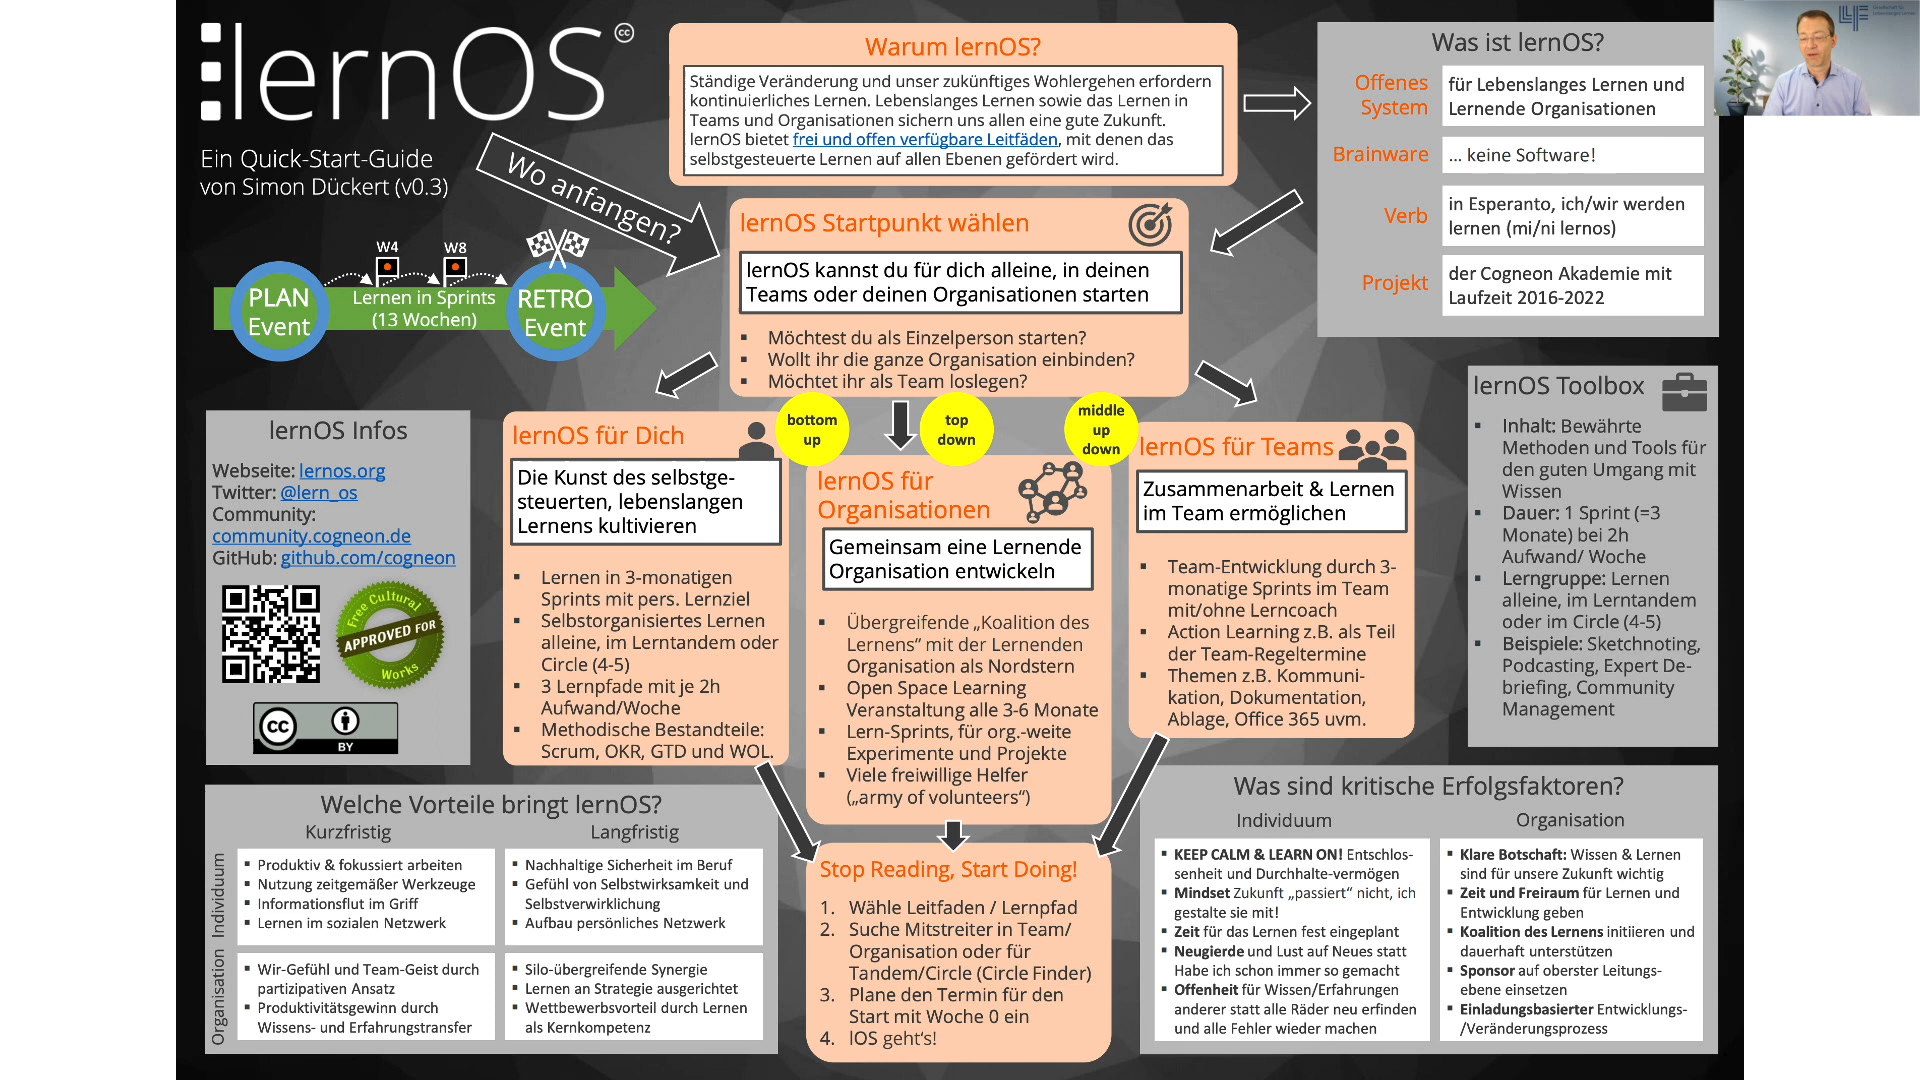 lernOS
cc
Ein Quick-Start-Guide
von Simon Dückert (v0.3)
Wo anfangen?
PLAN
Event
W4
W8
Lernen in Sprints
(13 Wochen)
RETRO
Event
Warum lernOS?
Ständige Veränderung und unser zukünftiges Wohlergehen erfordern
kontinuierliches Lernen. Lebenslanges Lernen sowie das Lernen in
Teams und Organisationen sichern uns allen eine gute Zukunft.
lernOS bietet frei und offen verfügbare Leitfäden, mit denen das
selbstgesteuerte Lernen auf allen Ebenen gefördert wird.
Was ist lernOS?
Offenes
System
für Lebenslanges Lernen und
Lernende Organisationen
Brainware
... keine Software!
Verb
in Esperanto, ich/wir werden
lernen (mi/ni lernos)
Projekt
der Cogneon Akademie mit
Laufzeit 2016-2022
lernOS Startpunkt wählen
lernOS kannst du für dich alleine, in deinen
Teams oder deinen Organisationen starten
▪ Möchtest du als Einzelperson starten?
▪ Wollt ihr die ganze Organisation einbinden?
▪ Möchtet ihr als Team loslegen?
bottom
up
top
down
middle
up
down
lernOS Infos
Webseite: lernos.org
Twitter: @lern_os
Community:
community.cogneon.de
GitHub: github.com/cogneon
Free Cultural
APPROVED FOR
Works
cc
BY
lernOS für Dich
Die Kunst des selbstge-
steuerten, lebenslangen
Lernens kultivieren
▪ Lernen in 3-monatigen
Sprints mit pers. Lernziel
▪ Selbstorganisiertes Lernen
alleine, im Lerntandem oder
Circle (4-5)
▪ 3 Lernpfade mit je 2h
Aufwand/Woche
▪ Methodische Bestandteile:
Scrum, OKR, GTD und WOL.
lernOS für
Organisationen
Gemeinsam eine Lernende
Organisation entwickeln
▪ Übergreifende „Koalition des
Lernens“ mit der Lernenden
Organisation als Nordstern
▪ Open Space Learning
Veranstaltung alle 3-6 Monate
▪ Lern-Sprints, für org.-weite
Experimente und Projekte
▪ Viele freiwillige Helfer
(„army of volunteers“)
lernOS für Teams
Zusammenarbeit & Lernen
im Team ermöglichen
▪ Team-Entwicklung durch 3-
monatige Sprints im Team
mit/ohne Lerncoach
▪ Action Learning z.B. als Teil
der Team-Regeltermine
▪ Themen z.B. Kommuni-
kation, Dokumentation,
Ablage, Office 365 uvm.
lernOS Toolbox
▪ Inhalt: Bewährte
Methoden und Tools für
den guten Umgang mit
Wissen
▪ Dauer: 1 Sprint (=3
Monate) bei 2h
Aufwand/ Woche
▪ Lerngruppe: Lernen
alleine, im Lerntandem
oder im Circle (4-5)
▪ Beispiele: Sketchnoting,
Podcasting, Expert De-
briefing, Community
Management
Welche Vorteile bringt lernOS?
Kurzfristig
Langfristig
Individuum
▪ Produktiv & fokussiert arbeiten
▪ Nutzung zeitgemäßer Werkzeuge
▪ Informationsflut im Griff
▪ Lernen im sozialen Netzwerk
▪ Nachhaltige Sicherheit im Beruf
▪ Gefühl von Selbstwirksamkeit und
Selbstverwirklichung
▪ Aufbau persönliches Netzwerk
Organisation
▪ Wir-Gefühl und Team-Geist durch
partizipativen Ansatz
▪ Produktivitätsgewinn durch
Wissens- und Erfahrungstransfer
▪ Silo-übergreifende Synergie
▪ Lernen an Strategie ausgerichtet
▪ Wettbewerbsvorteil durch Lernen
als Kernkompetenz
Stop Reading, Start Doing!
1. Wähle Leitfaden / Lernpfad
2. Suche Mitstreiter in Team/
Organisation oder für
Tandem/Circle (Circle Finder)
3. Plane den Termin für den
Start mit Woche 0 ein
4. lOS geht's!
Was sind kritische Erfolgsfaktoren?
Individuum
▪ KEEP CALM & LEARN ON! Entschlos-
senheit und Durchhalte-vermögen
▪ Mindset Zukunft „passiert“ nicht, ich
gestalte sie mit!
▪ Zeit für das Lernen fest eingeplant
▪ Neugierde und Lust auf Neues statt
Habe ich schon immer so gemacht
▪ Offenheit für Wissen/Erfahrungen
anderer statt alle Räder neu erfinden
und alle Fehler wieder machen
Organisation
▪ Klare Botschaft: Wissen & Lernen
sind für unsere Zukunft wichtig
▪ Zeit und Freiraum für Lernen und
Entwicklung geben
▪ Koalition des Lernens initiieren und
dauerhaft unterstützen
▪ Sponsor auf oberster Leitungs-
ebene einsetzen
▪ Einladungsbasierter Entwicklungs-
/Veränderungsprozess